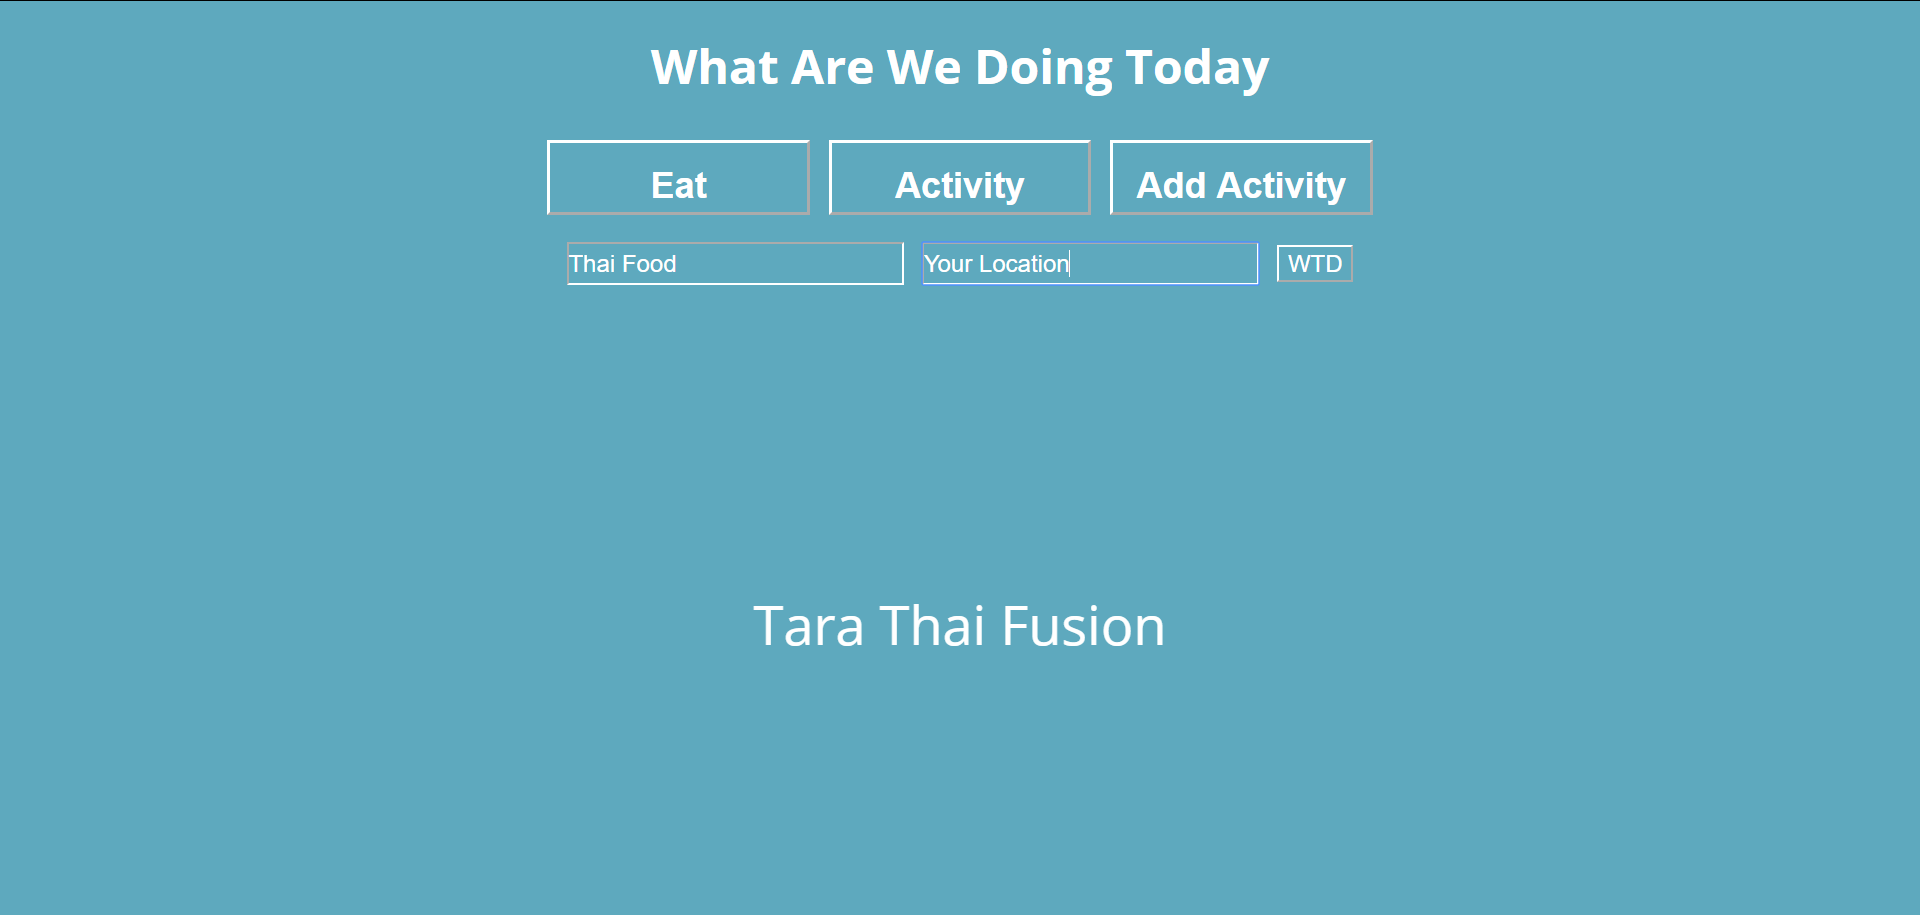 What Are We Doing Today
Eat Activity Add Activity
Thai Food Your Location WTD
Tara Thai Fusion